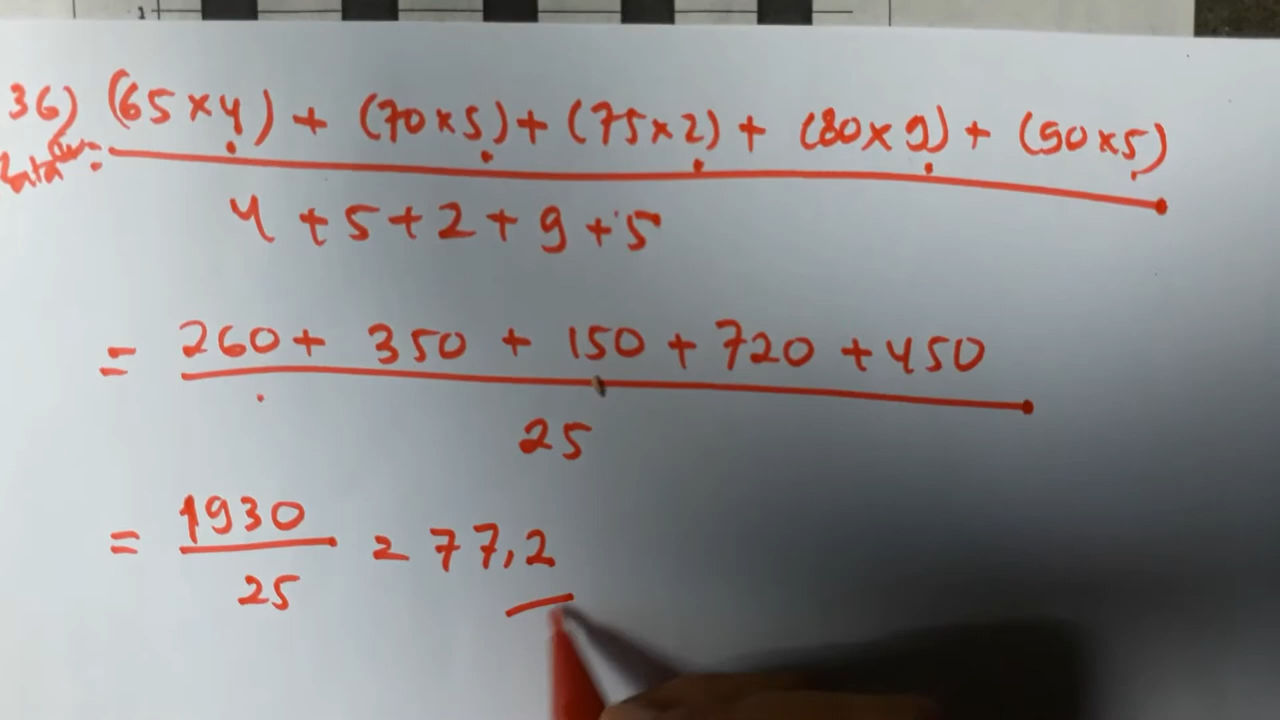 36) (65×4) + (70×5) + (75×2) + (80×9) + (90×5)
4 + 5 + 2 + 9 + 5
= 260 + 350 + 150 + 720 + 450
25
= 1930 = 77,2
25